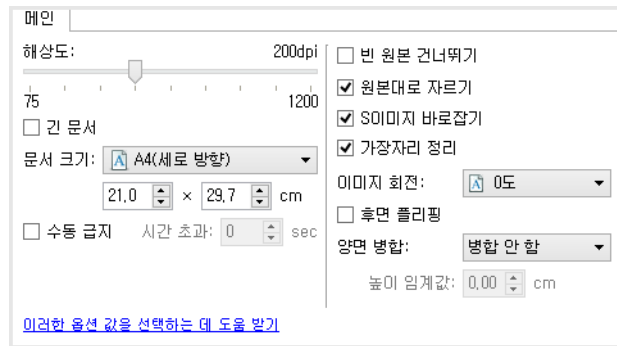 메인
해상도: 200dpi
75 1200
긴 문서
문서 크기: A4(세로 방향)
21,0 × 29,7 cm
수동 급지 시간 초과: 0 sec
이러한 옵션 값을 선택하는 데 도움 받기
빈 원본 건너뛰기
원본대로 자르기
S0이미지 바로잡기
가장자리 정리
이미지 회전: 0도
후면 플리핑
양면 병합: 병합 안 함
높이 임계값: 0,00 cm